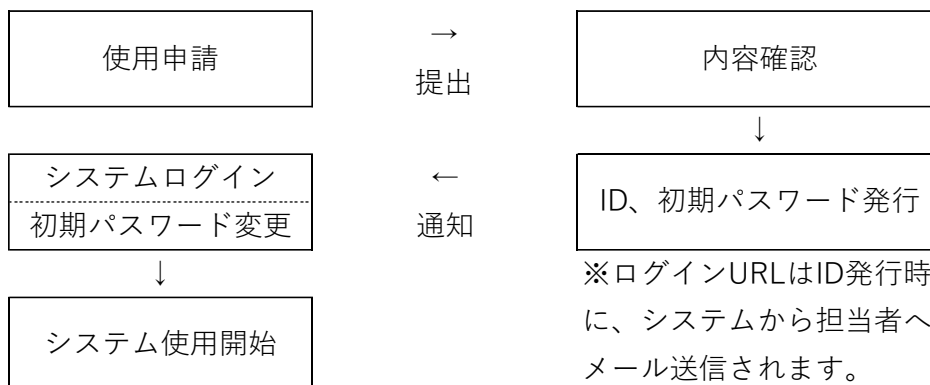 使用申請
→
提出
内容確認
↓
システムログイン
初期パスワード変更
←
通知
ID、初期パスワード発行
↓
※ログインURLはID発行時
に、システムから担当者へ
メール送信されます。
システム使用開始